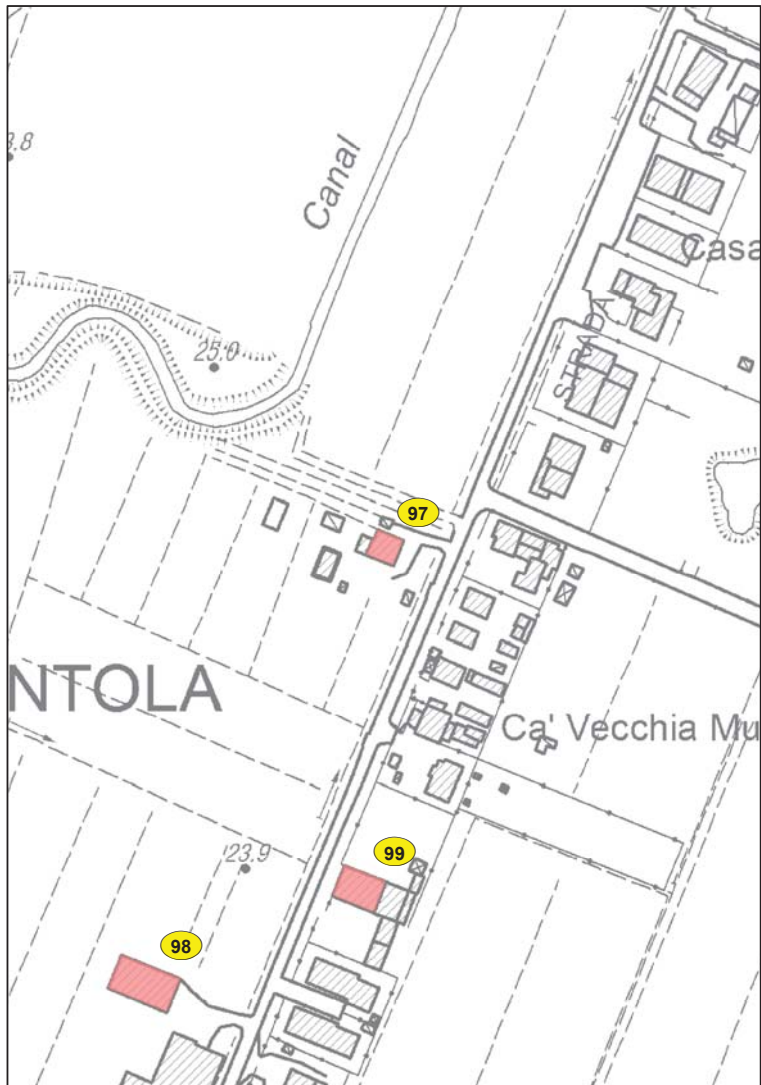 3.8
Canal
Casa
STRADA
25.0
97
NTOLA
Ca' Vecchia Mu
99
23.9
98